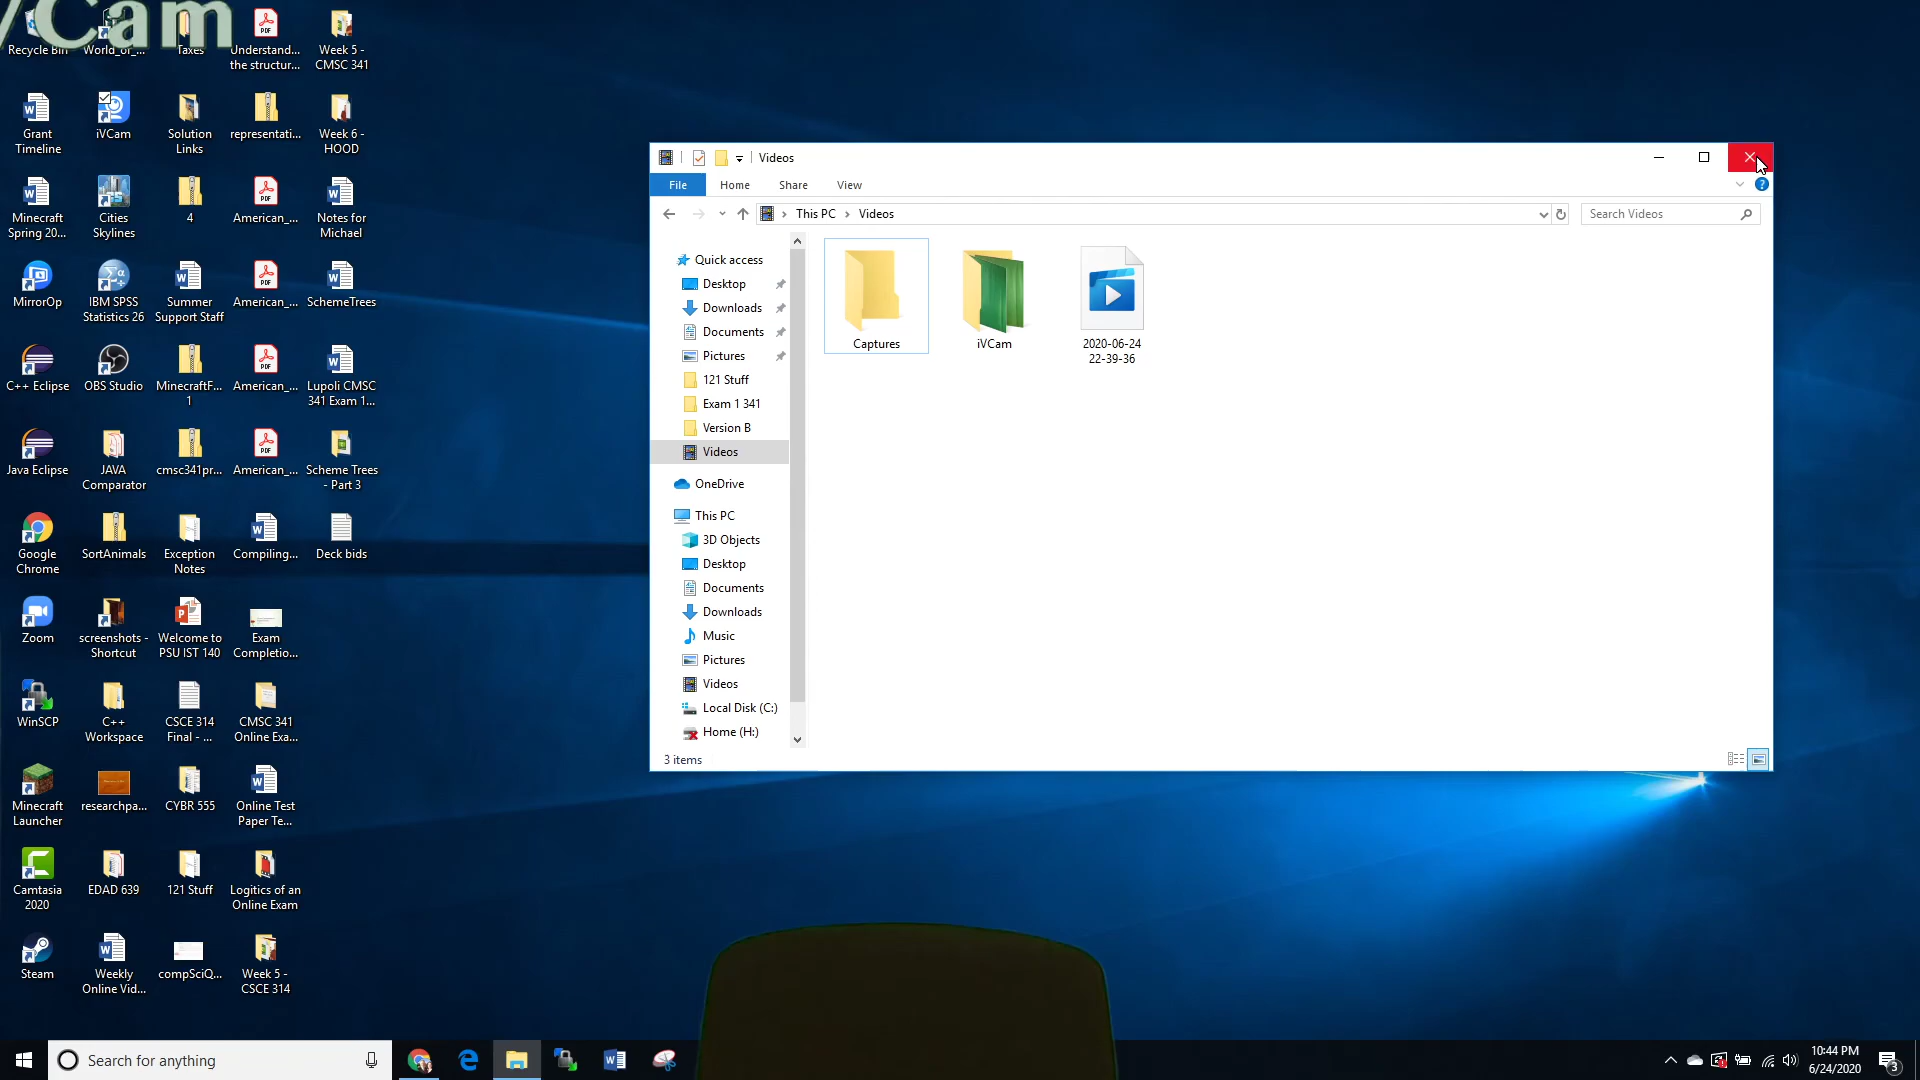 Cam
Recycle Bin
World_of_...
Taxes
Understand...
the structur...
Week 5 -
CMSC 341
Grant
Timeline
iVCam
Solution
Links
representati...
Week 6 -
HOOD
Minecraft
Spring 20...
Cities
Skylines
4
American_...
Notes for
Michael
MirrorOp
IBM SPSS
Statistics 26
Summer
Support Staff
American_...
SchemeTrees
C++ Eclipse
OBS Studio
MinecraftF...
1
American_...
Lupoli CMSC
341 Exam 1...
Java Eclipse
JAVA
Comparator
cmsc341pr...
American_...
Scheme Trees
- Part 3
Google
Chrome
SortAnimals
Exception
Notes
Compiling...
Deck bids
Zoom
screenshots -
Shortcut
Welcome to
PSU IST 140
Exam
Completio...
WinSCP
C++
Workspace
CSCE 314
Final - ...
CMSC 341
Online Exa...
Minecraft
Launcher
researchpa...
CYBR 555
Online Test
Paper Te...
Camtasia
2020
EDAD 639
121 Stuff
Logitics of an
Online Exam
Steam
Weekly
Online Vid...
compSciQ...
Week 5 -
CSCE 314
Videos
File Home Share View
This PC > Videos
Search Videos
Quick access
Desktop
Downloads
Documents
Pictures
121 Stuff
Exam 1 341
Version B
Videos
OneDrive
This PC
3D Objects
Desktop
Documents
Downloads
Music
Pictures
Videos
Local Disk (C:)
Home (H:)
Captures
iVCam
2020-06-24
22-39-36
3 items
Search for anything
10:44 PM
6/24/2020
3